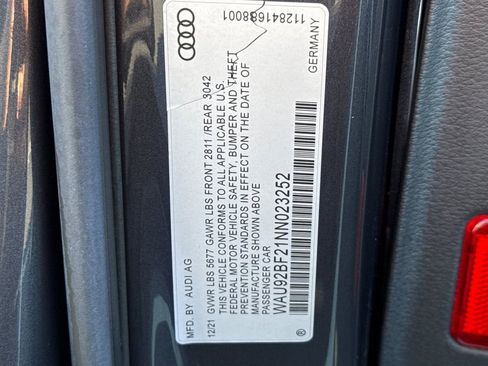 MFD. BY AUDI AG
12/21 GVWR LBS 5677 GAWR LBS FRONT 2811 /REAR 3042
THIS VEHICLE CONFORMS TO ALL APPLICABLE U.S.
FEDERAL MOTOR VEHICLE SAFETY, BUMPER AND THEFT
PREVENTION STANDARDS IN EFFECT ON THE DATE OF
MANUFACTURE SHOWN ABOVE
PASSENGER CAR
WAU92BF21NN023252
1128416888001
GERMANY